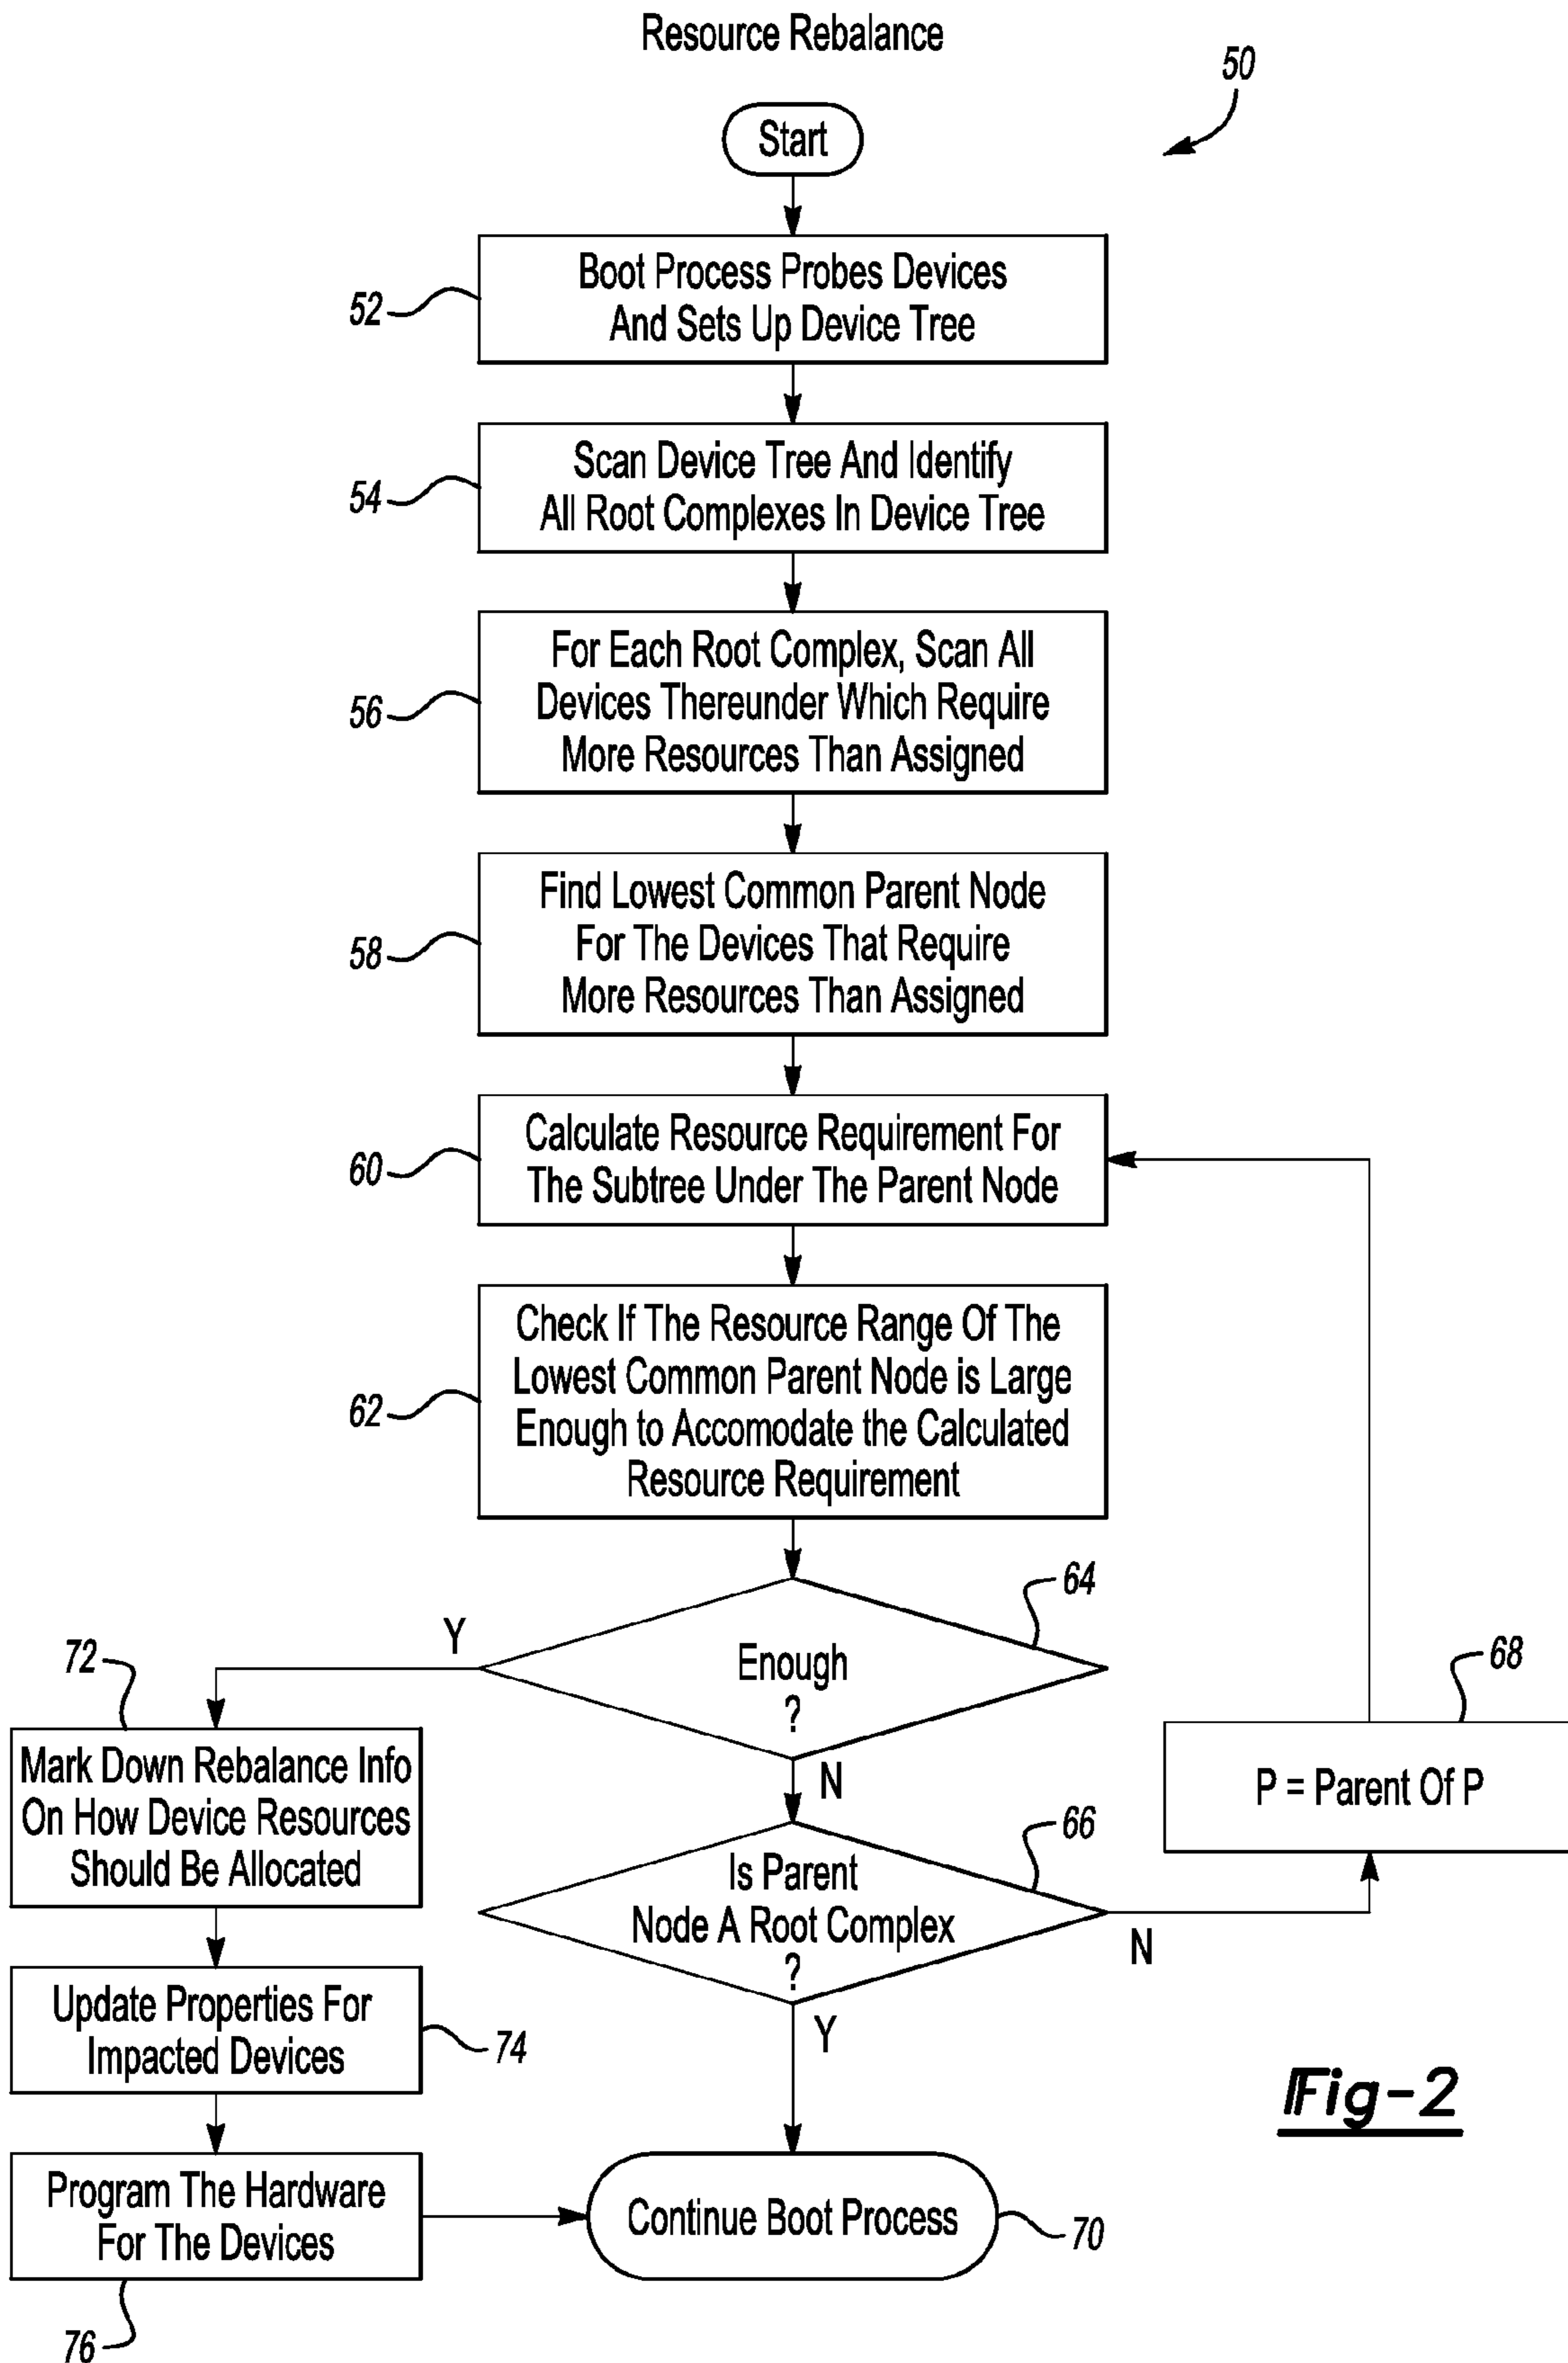 Resource Rebalance
50
Start
52
Boot Process Probes Devices
And Sets Up Device Tree
54
Scan Device Tree And Identify
All Root Complexes In Device Tree
56
For Each Root Complex, Scan All
Devices Thereunder Which Require
More Resources Than Assigned
58
Find Lowest Common Parent Node
For The Devices That Require
More Resources Than Assigned
60
Calculate Resource Requirement For
The Subtree Under The Parent Node
62
Check If The Resource Range Of The
Lowest Common Parent Node is Large
Enough to Accomodate the Calculated
Resource Requirement
64
Enough
?
Y
N
72
Mark Down Rebalance Info
On How Device Resources
Should Be Allocated
66
Is Parent
Node A Root Complex
?
N
Y
68
P = Parent Of P
74
Update Properties For
Impacted Devices
76
Program The Hardware
For The Devices
70
Continue Boot Process
Fig-2